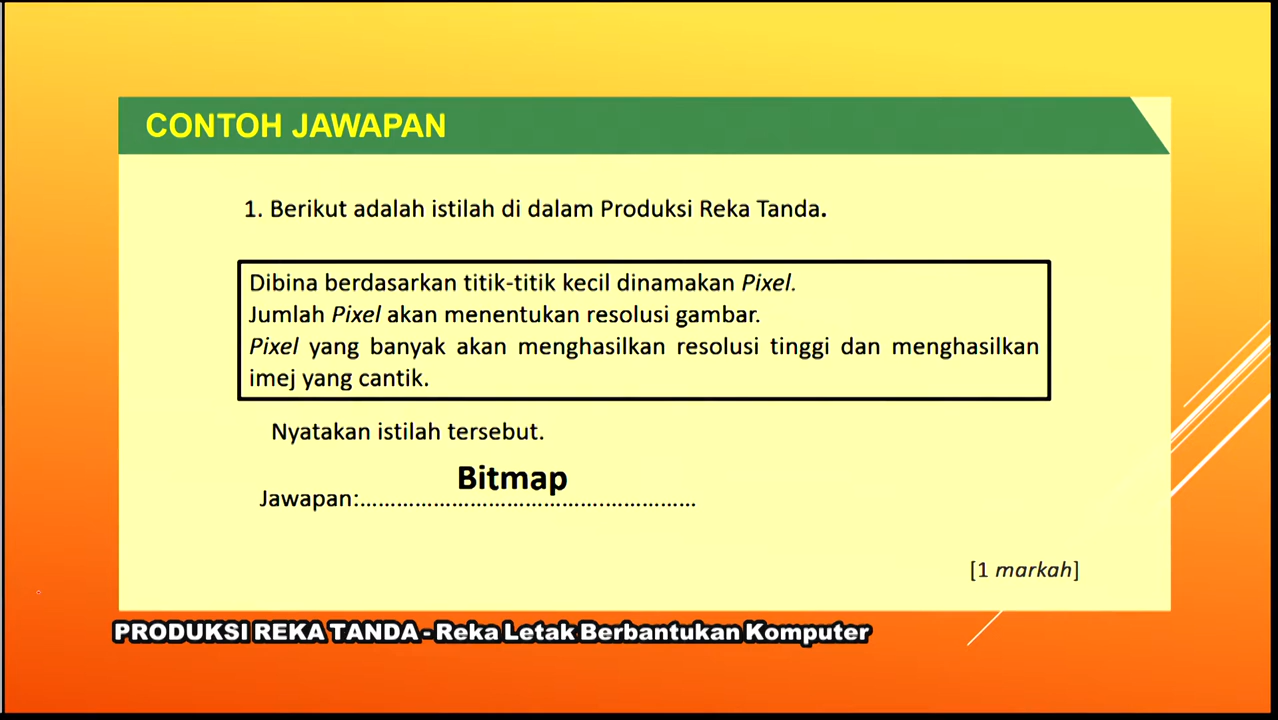 CONTOH JAWAPAN
1. Berikut adalah istilah di dalam Produksi Reka Tanda.
Dibina berdasarkan titik-titik kecil dinamakan Pixel.
Jumlah Pixel akan menentukan resolusi gambar.
Pixel yang banyak akan menghasilkan resolusi tinggi dan menghasilkan
imej yang cantik.
Nyatakan istilah tersebut.
Bitmap
Jawapan:………………………………….……………
[1 markah]
PRODUKSI REKA TANDA - Reka Letak Berbantukan Komputer